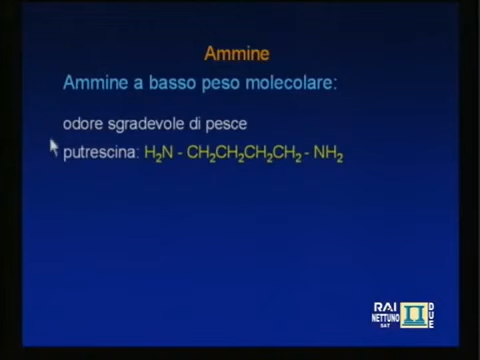 Ammine
Ammine a basso peso molecolare:
odore sgradevole di pesce
putrescina: H₂N - CH₂CH₂CH₂CH₂ - NH₂
RAI
NETTUNO
SAT
DUE